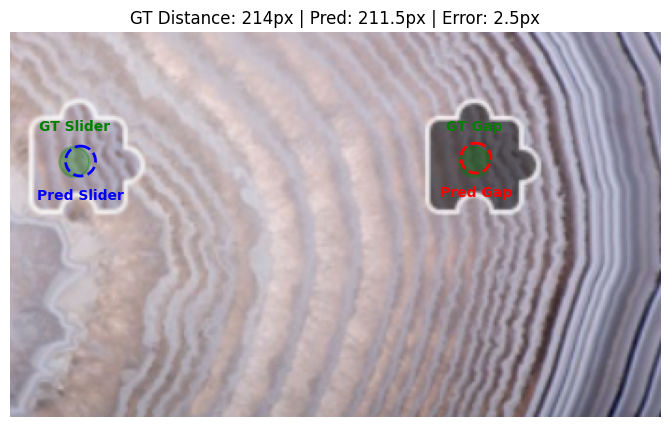 GT Distance: 214px | Pred: 211.5px | Error: 2.5px
GT Slider
GT Gap
Pred Slider
Pred Gap